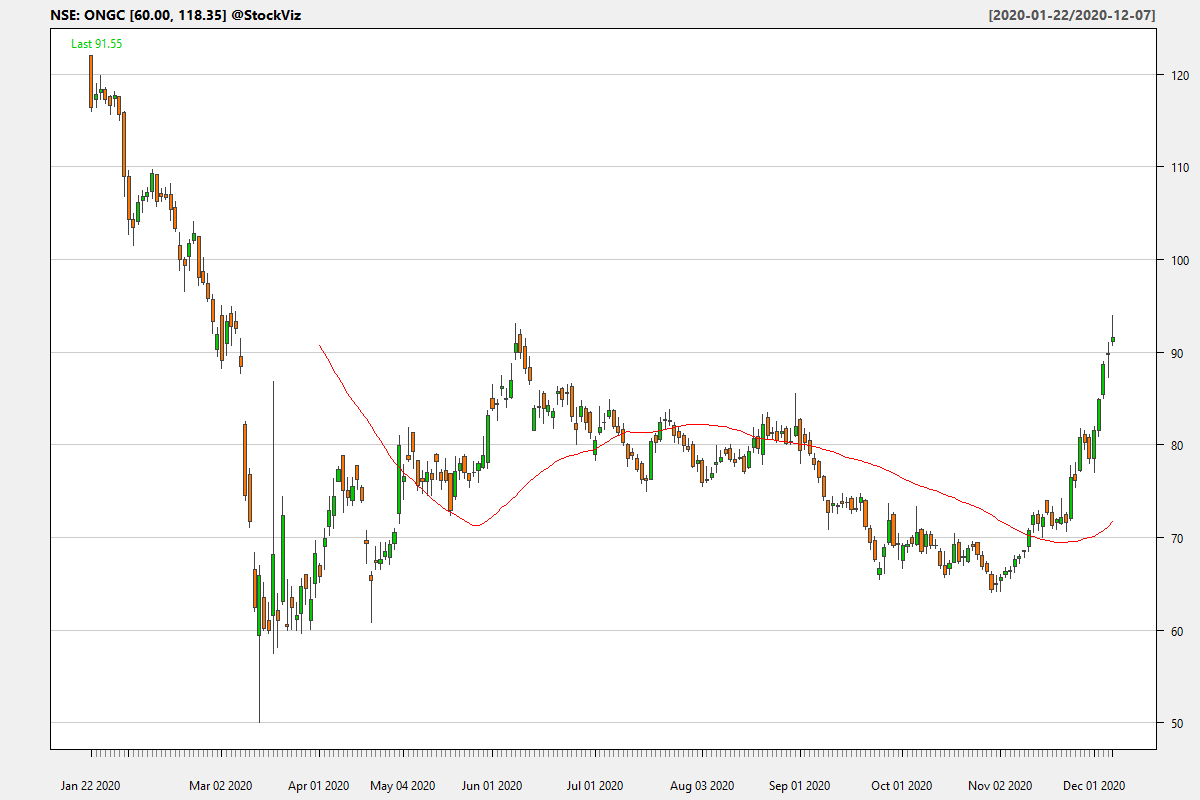 NSE: ONGC [60.00, 118.35] @StockViz [2020-01-22/2020-12-07]
Last 91.55
120
110
100
90
80
70
60
50
Jan 22 2020 Mar 02 2020 Apr 01 2020 May 04 2020 Jun 01 2020 Jul 01 2020 Aug 03 2020 Sep 01 2020 Oct 01 2020 Nov 02 2020 Dec 01 2020